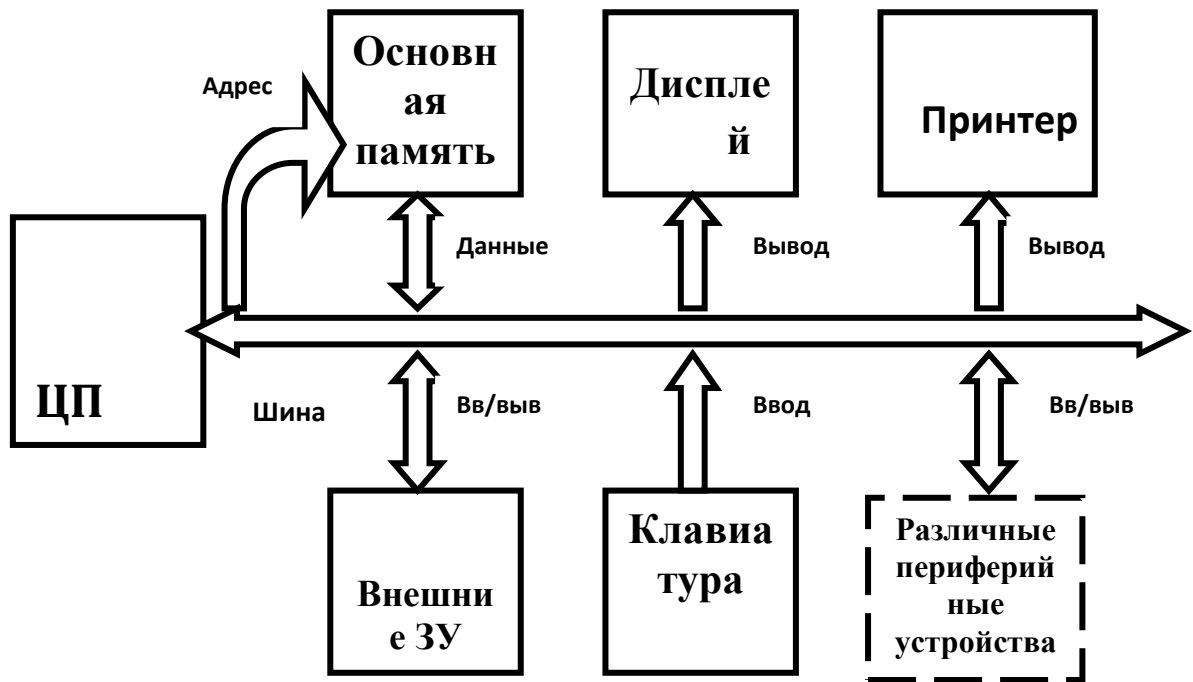 Основн
ая
память
Диспле
й
Принтер
Адрес
Данные
Вывод
Вывод
ЦП
Шина
Вв/выв
Ввод
Вв/выв
Внешни
е ЗУ
Клавиа
тура
Различные
периферий
ные
устройства